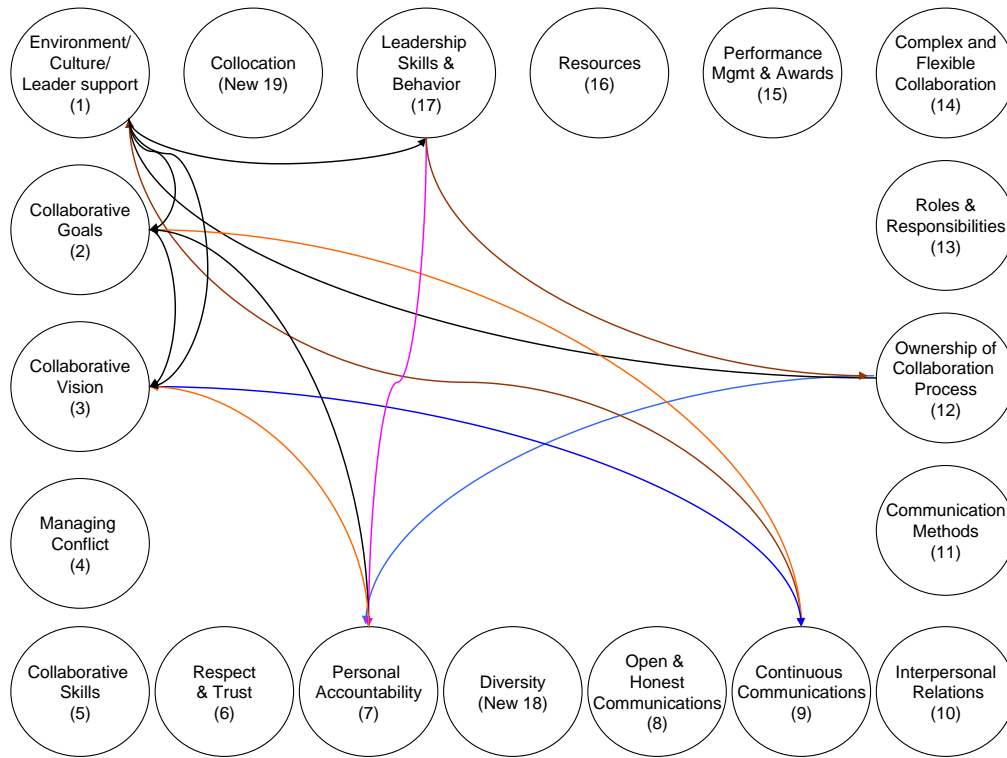 Environment/
Culture/
Leader support
(1)
Collocation
(New 19)
Leadership
Skills &
Behavior
(17)
Resources
(16)
Performance
Mgmt & Awards
(15)
Complex and
Flexible
Collaboration
(14)
Collaborative
Goals
(2)
Roles &
Responsibilities
(13)
Collaborative
Vision
(3)
Ownership of
Collaboration
Process
(12)
Managing
Conflict
(4)
Communication
Methods
(11)
Collaborative
Skills
(5)
Respect
& Trust
(6)
Personal
Accountability
(7)
Diversity
(New 18)
Open &
Honest
Communications
(8)
Continuous
Communications
(9)
Interpersonal
Relations
(10)